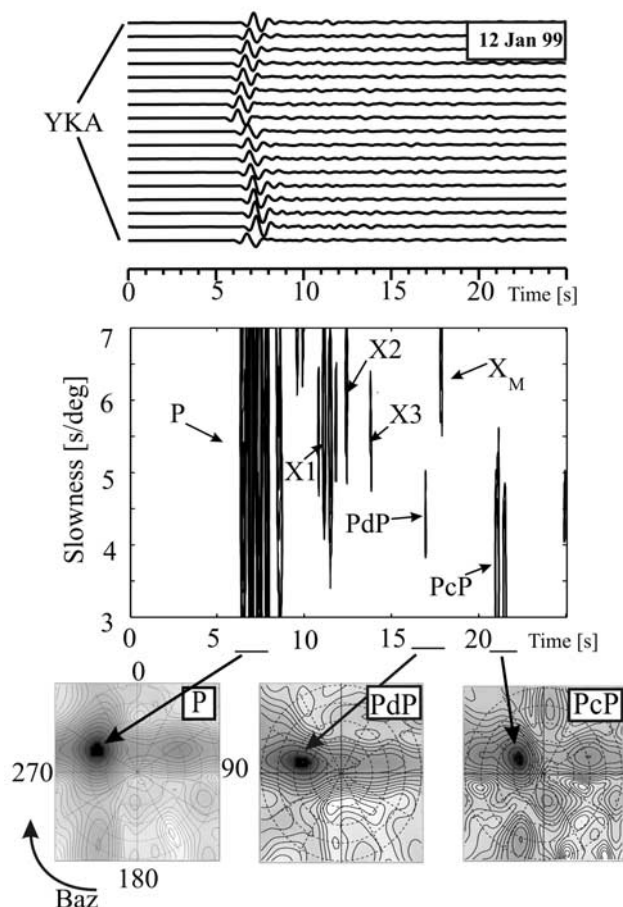 12 Jan 99
YKA
0 5 10 15 20 Time [s]
7
6
5
4
3
Slowness [s/deg]
P
X1
X2
X3
X_M
PdP
PcP
0 5 10 15 20 Time [s]
0
P
PdP
PcP
270
90
180
Baz